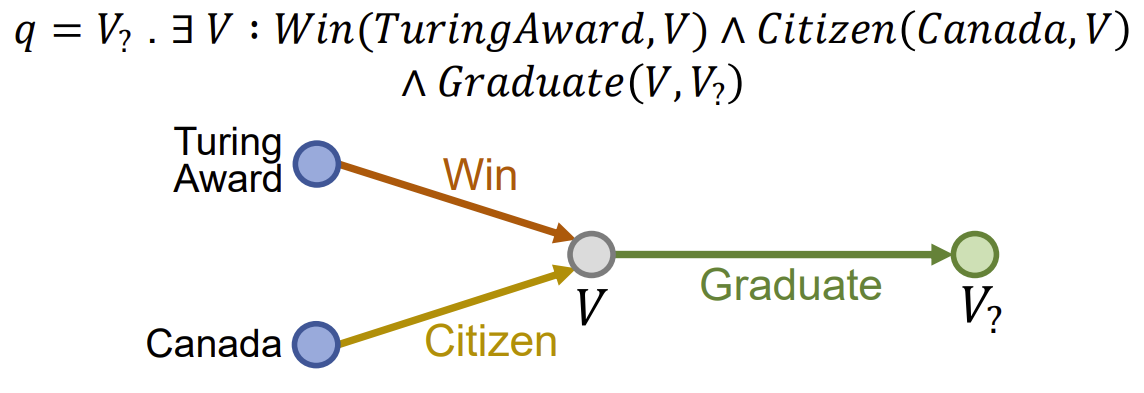 q = V? . ∃ V : Win(TuringAward, V) ∧ Citizen(Canada, V)
∧ Graduate(V, V?)
Turing
Award
Win
V
Graduate
V?
Canada
Citizen